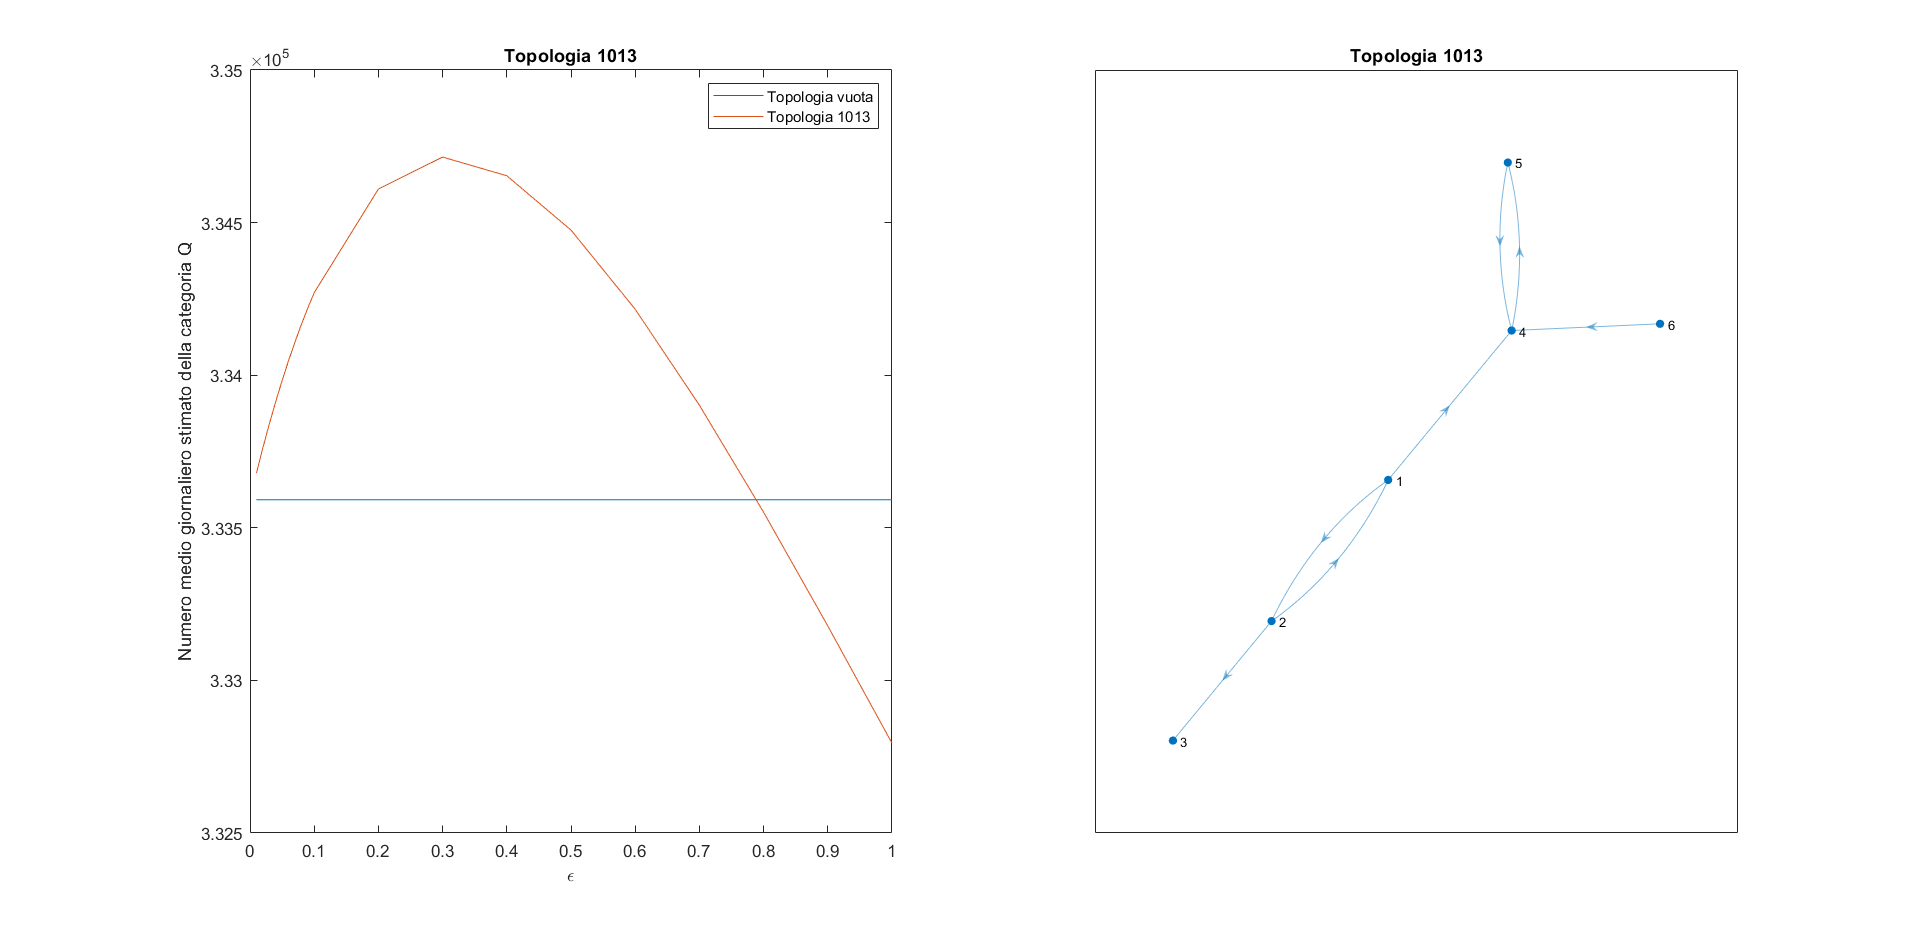 Topologia 1013
×10^5
3.35
3.345
3.34
3.335
3.33
3.325
Numero medio giornaliero stimato della categoria Q
Topologia vuota
Topologia 1013
0 0.1 0.2 0.3 0.4 0.5 0.6 0.7 0.8 0.9 1
ϵ
Topologia 1013
5
6
4
1
2
3